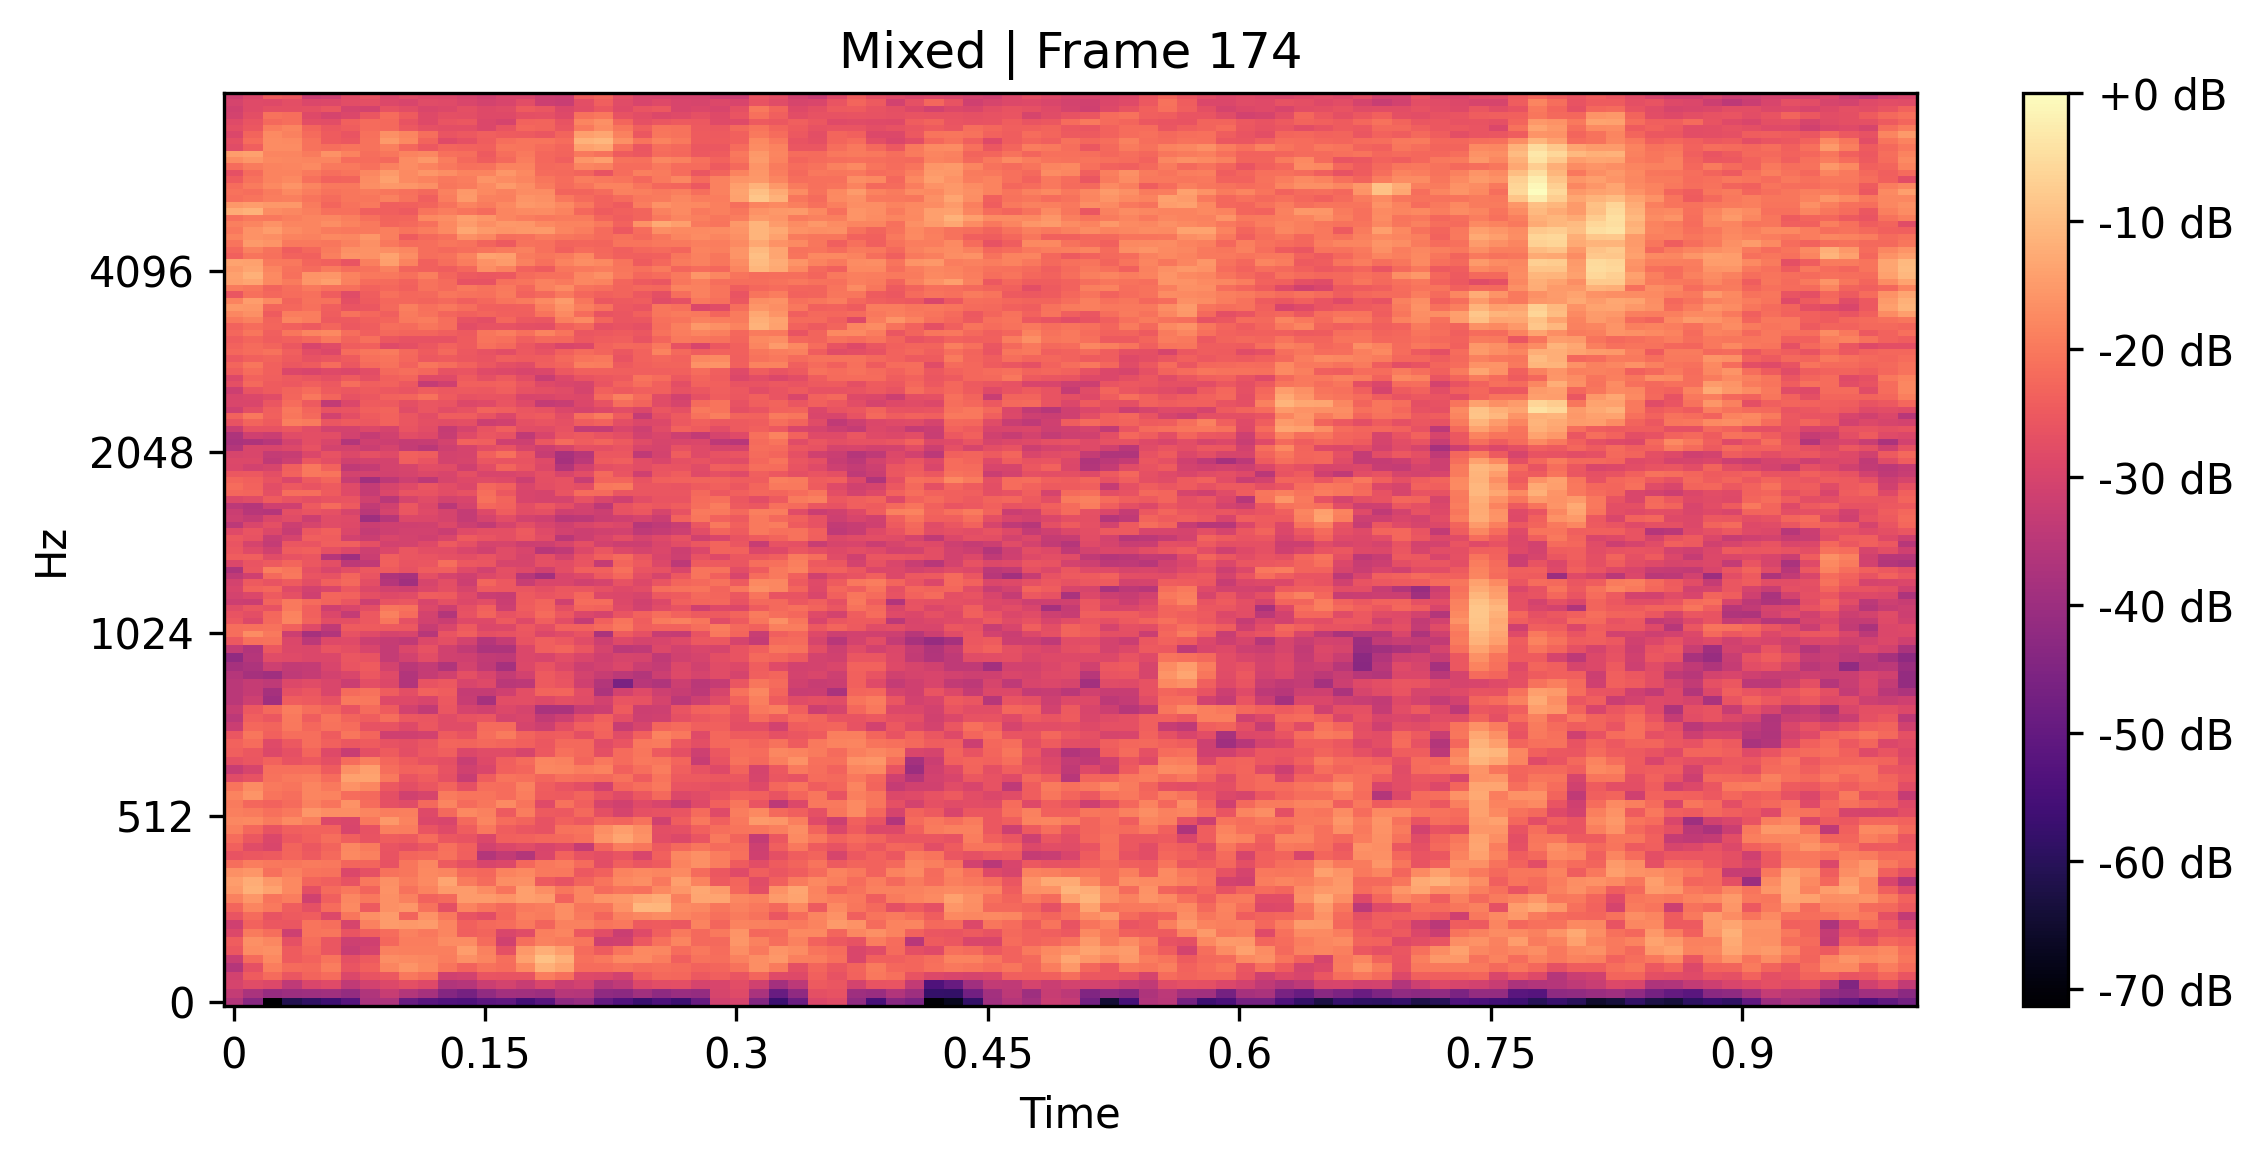 Mixed | Frame 174
+0 dB
-10 dB
-20 dB
-30 dB
-40 dB
-50 dB
-60 dB
-70 dB
Hz
4096
2048
1024
512
0
0
0.15
0.3
0.45
0.6
0.75
0.9
Time